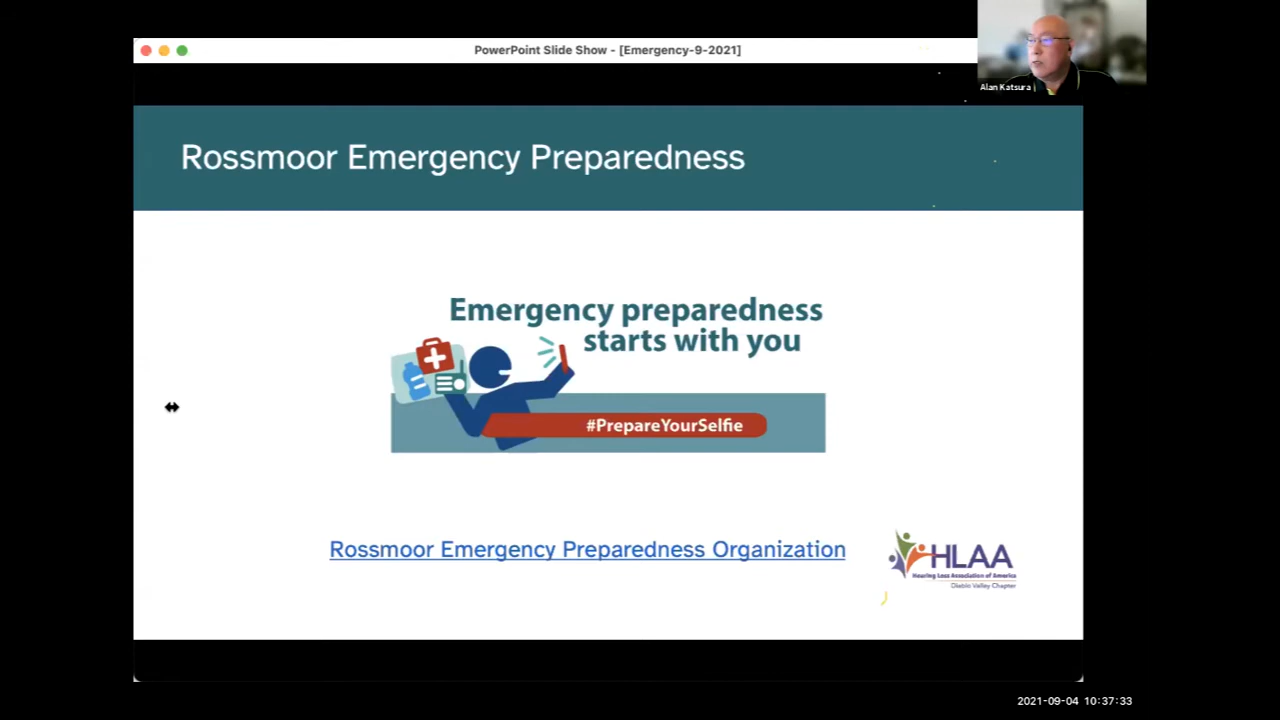 PowerPoint Slide Show - [Emergency-9-2021]
Alan Katsura
Rossmoor Emergency Preparedness
Emergency preparedness
starts with you
#PrepareYourSelfie
Rossmoor Emergency Preparedness Organization
HLAA
Hearing Loss Association of America
Diablo Valley Chapter
2021-09-04 10:37:33